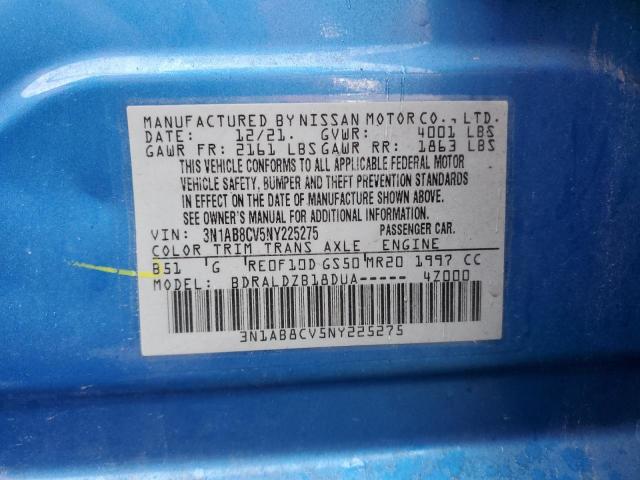 MANUFACTURED BY NISSAN MOTOR CO., LTD.
DATE: 12/21. GVWR: 4001 LBS
GAWR FR: 2161 LBS GAWR RR: 1863 LBS
THIS VEHICLE CONFORMS TO ALL APPLICABLE FEDERAL MOTOR
VEHICLE SAFETY, BUMPER AND THEFT PREVENTION STANDARDS
IN EFFECT ON THE DATE OF MANUFACTURE SHOWN ABOVE.
SEE OWNER'S MANUAL FOR ADDITIONAL INFORMATION.
VIN: 3N1AB8CV5NY225275 PASSENGER CAR.
COLOR TRIM TRANS AXLE ENGINE
B51 G RE0F10D GS50 MR20 1997 CC
MODEL: BDRALDZB18DUA----- 4Z000
3N1AB8CV5NY225275